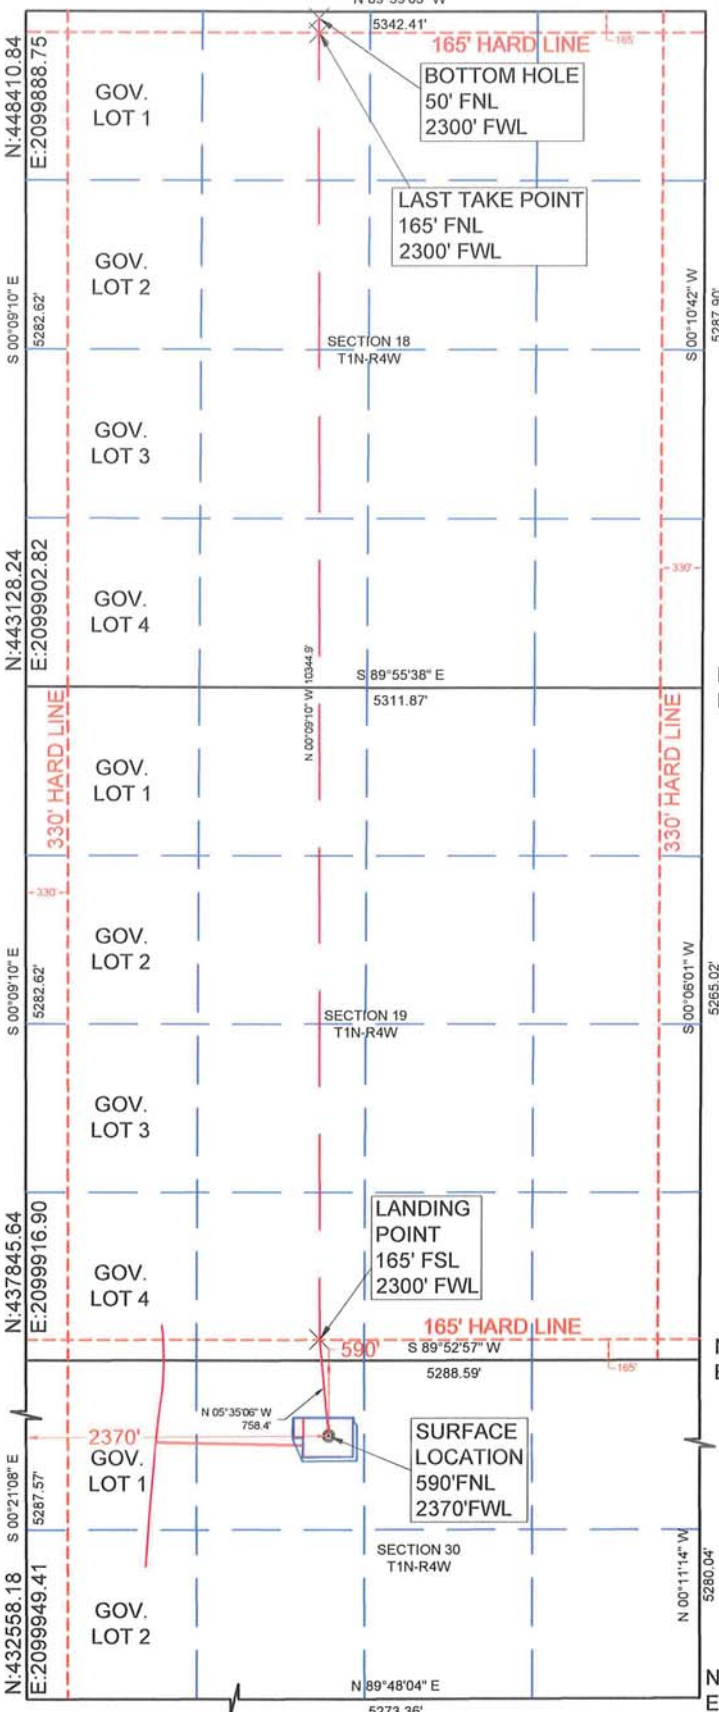 5342.41'
165' HARD LINE
165'
N:448410.84
E:2099888.75
GOV.
LOT 1
BOTTOM HOLE
50' FNL
2300' FWL
LAST TAKE POINT
165' FNL
2300' FWL
GOV.
LOT 2
S 00°09'10" E
5282.62'
S 00°10'42" W
5287.90'
SECTION 18
T1N-R4W
GOV.
LOT 3
N:443128.24
E:2099902.82
GOV.
LOT 4
330'
N 00°09'10" W 10344.9'
S 89°55'38" E
5311.87'
330' HARD LINE
330' HARD LINE
GOV.
LOT 1
330'
GOV.
LOT 2
S 00°09'10" E
5282.62'
S 00°06'01" W
5265.02'
SECTION 19
T1N-R4W
GOV.
LOT 3
LANDING
POINT
165' FSL
2300' FWL
N:437845.64
E:2099916.90
GOV.
LOT 4
165' HARD LINE
590'
S 89°52'57" W
5288.59'
165'
N 05°35'06" W
758.4'
2370'
GOV.
LOT 1
SURFACE
LOCATION
590'FNL
2370'FWL
S 00°21'08" E
5287.57'
SECTION 30
T1N-R4W
N 00°11'14" W
5280.04'
N:432558.18
E:2099949.41
GOV.
LOT 2
N 89°48'04" E
5273.36'
N
E